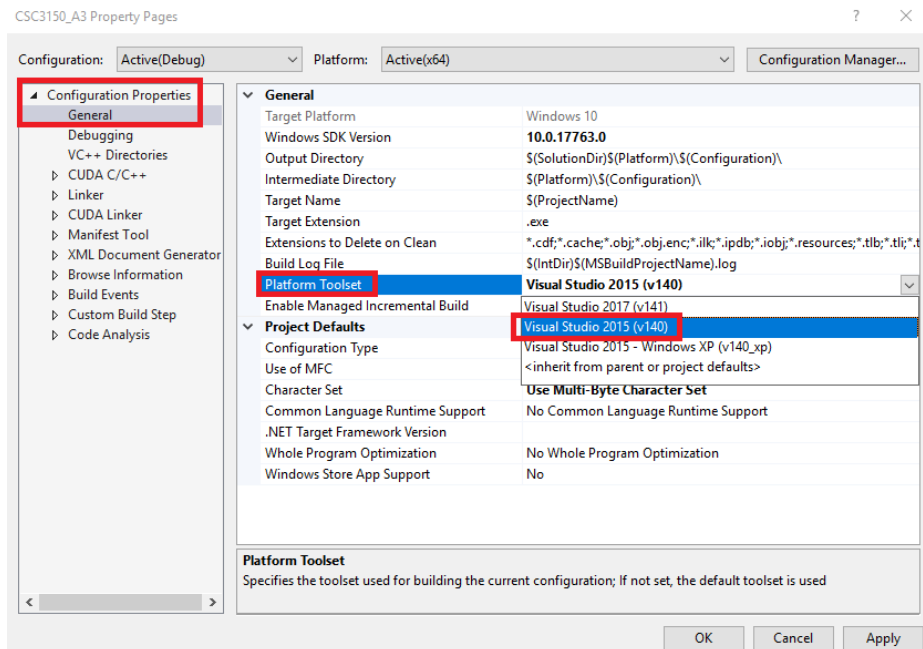 CSC3150_A3 Property Pages ? ×
Configuration: Active(Debug) Platform: Active(x64) Configuration Manager...
Configuration Properties
General
Debugging
VC++ Directories
CUDA C/C++
Linker
CUDA Linker
Manifest Tool
XML Document Generator
Browse Information
Build Events
Custom Build Step
Code Analysis
General
Target Platform Windows 10
Windows SDK Version 10.0.17763.0
Output Directory $(SolutionDir)$(Platform)\$(Configuration)\
Intermediate Directory $(Platform)\$(Configuration)\
Target Name $(ProjectName)
Target Extension .exe
Extensions to Delete on Clean *.cdf;*.cache;*.obj;*.obj.enc;*.ilk;*.ipdb;*.iobj;*.resources;*.tlb;*.tli;*.t
Build Log File $(IntDir)$(MSBuildProjectName).log
Platform Toolset Visual Studio 2015 (v140)
Enable Managed Incremental Build Visual Studio 2017 (v141)
Project Defaults Visual Studio 2015 (v140)
Configuration Type Visual Studio 2015 - Windows XP (v140_xp)
Use of MFC <inherit from parent or project defaults>
Character Set Use Multi-Byte Character Set
Common Language Runtime Support No Common Language Runtime Support
.NET Target Framework Version
Whole Program Optimization No Whole Program Optimization
Windows Store App Support No
Platform Toolset
Specifies the toolset used for building the current configuration; If not set, the default toolset is used
OK Cancel Apply